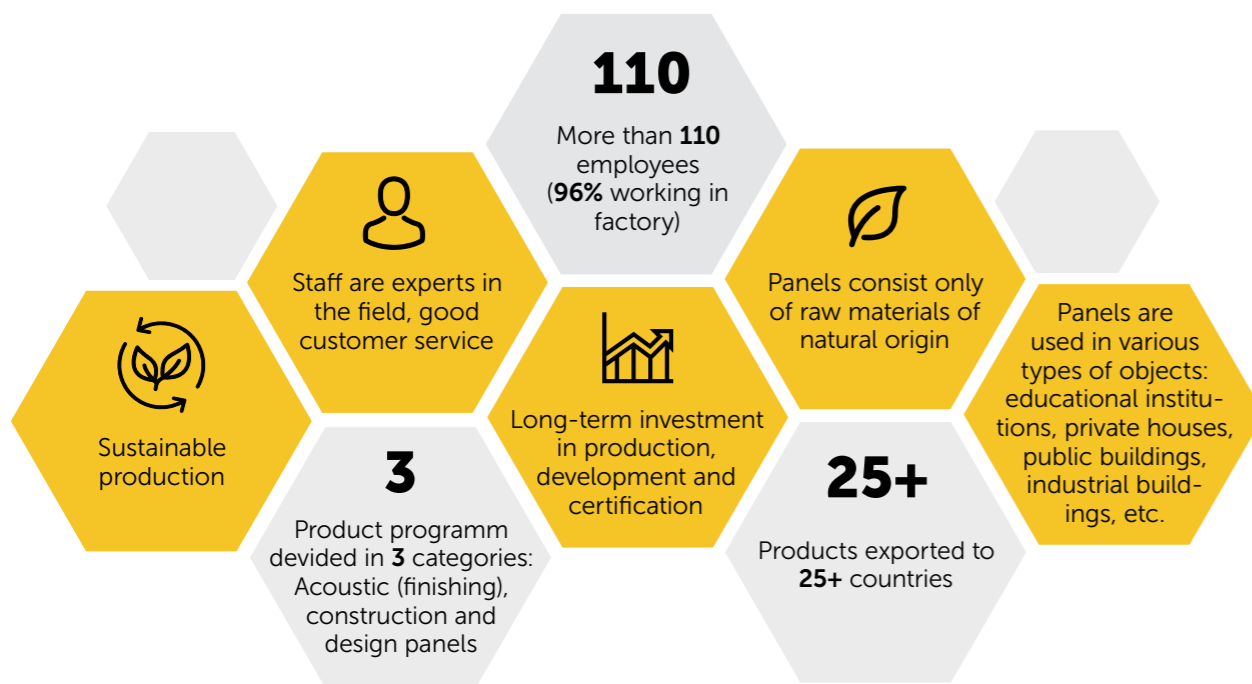 110
More than 110
employees
(96% working in
factory)
Staff are experts in
the field, good
customer service
Panels consist only
of raw materials of
natural origin
Sustainable
production
Long-term investment
in production,
development and
certification
Panels are
used in various
types of objects:
educational institu-
tions, private houses,
public buildings,
industrial build-
ings, etc.
3
Product programm
devided in 3 categories:
Acoustic (finishing),
construction and
design panels
25+
Products exported to
25+ countries